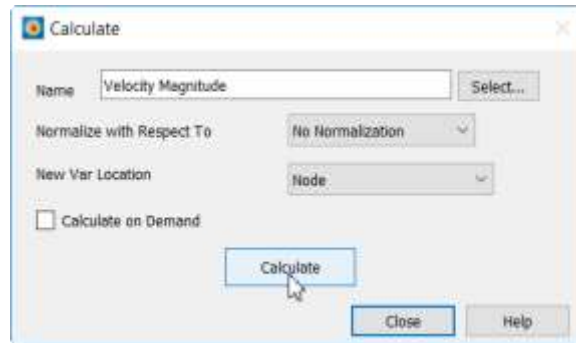 Calculate
Name Velocity Magnitude Select...
Normalize with Respect To No Normalization
New Var Location Node
Calculate on Demand
Calculate
Close Help